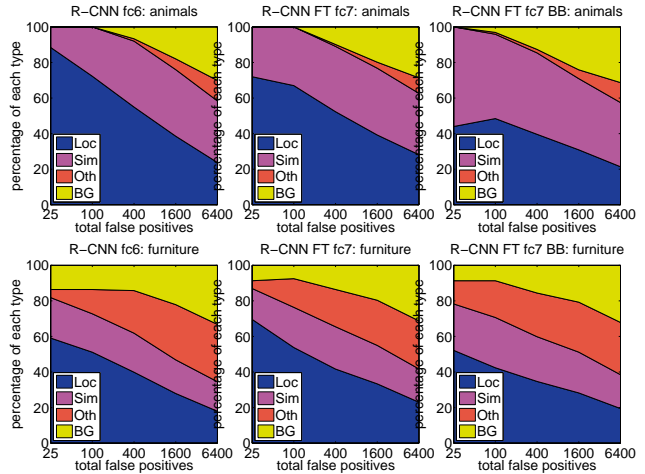 R−CNN fc6: animals
percentage of each type
100
80
60
40
20
0
Loc
Sim
Oth
BG
25 100 400 1600 6400
total false positives
R−CNN FT fc7: animals
percentage of each type
100
80
60
40
20
0
Loc
Sim
Oth
BG
25 100 400 1600 6400
total false positives
R−CNN FT fc7 BB: animals
percentage of each type
100
80
60
40
20
0
Loc
Sim
Oth
BG
25 100 400 1600 6400
total false positives
R−CNN fc6: furniture
percentage of each type
100
80
60
40
20
0
Loc
Sim
Oth
BG
25 100 400 1600 6400
total false positives
R−CNN FT fc7: furniture
percentage of each type
100
80
60
40
20
0
Loc
Sim
Oth
BG
25 100 400 1600 6400
total false positives
R−CNN FT fc7 BB: furniture
percentage of each type
100
80
60
40
20
0
Loc
Sim
Oth
BG
25 100 400 1600 6400
total false positives